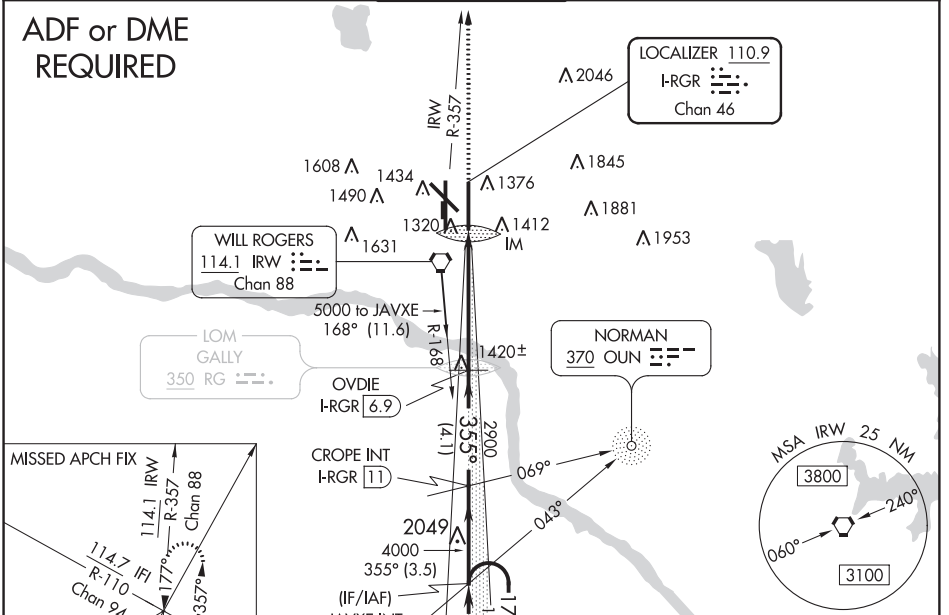 ADF or DME
REQUIRED
LOCALIZER 110.9
I-RGR
Chan 46
2046
IRW
R-357
1608
1434
1376
1845
1490
1320
1412
1881
IM
1953
1631
WILL ROGERS
114.1 IRW
Chan 88
5000 to JAVXE
168° (11.6)
R-168
LOM
GALLY
350 RG
1420±
NORMAN
370 OUN
OVDIE
I-RGR 6.9
355°
(4.1)
2900
CROPE INT
I-RGR 11
069°
043°
2049
4000
355° (3.5)
(IF/IAF)
MISSED APCH FIX
114.1 IRW
R-357
Chan 88
177°
357°
114.7 IFI
R-110
Chan 94
MSA IRW 25 NM
3800
240°
060°
3100